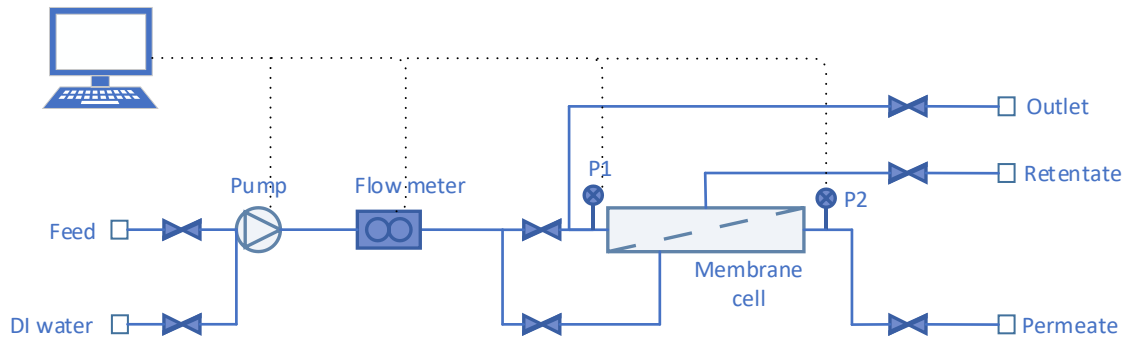 Outlet
P1
Retentate
Pump
Flow meter
P2
Feed
Membrane
cell
DI water
Permeate